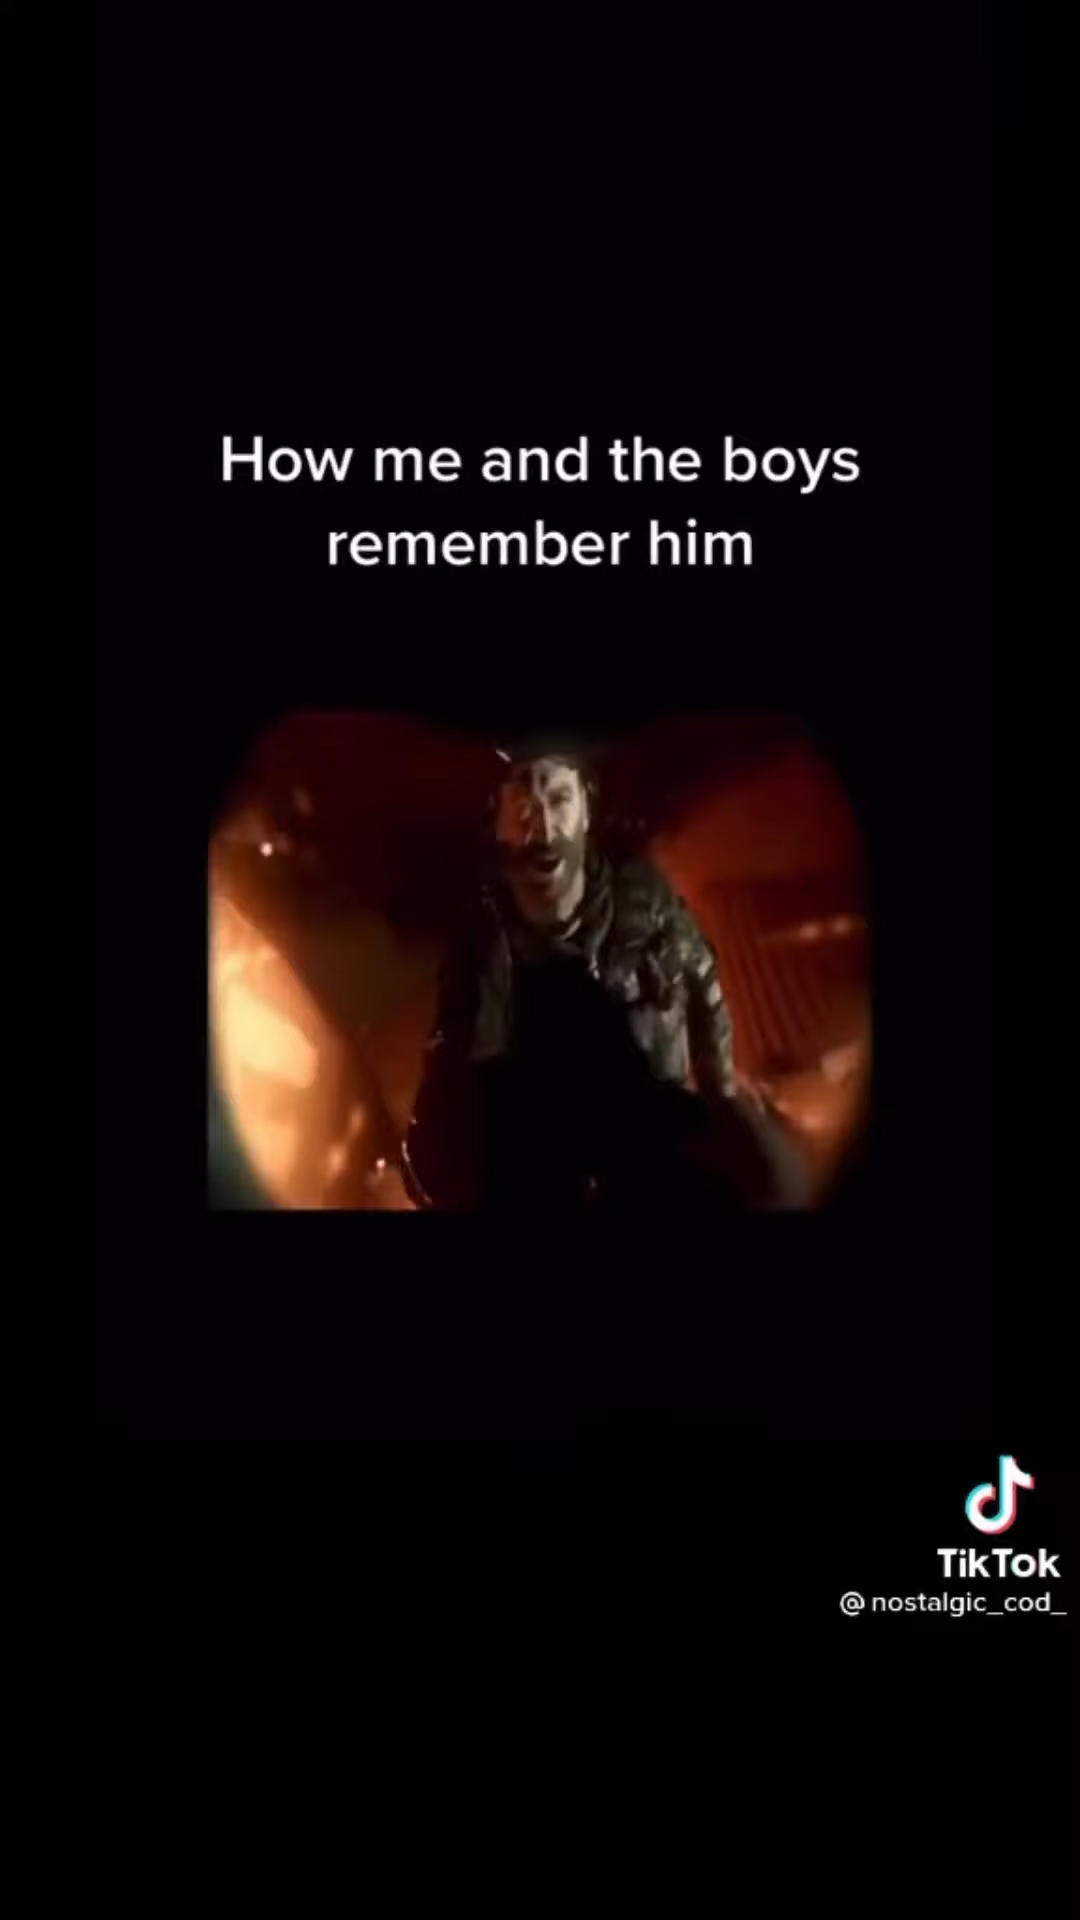 How me and the boys
remember him
TikTok
@nostalgic_cod_